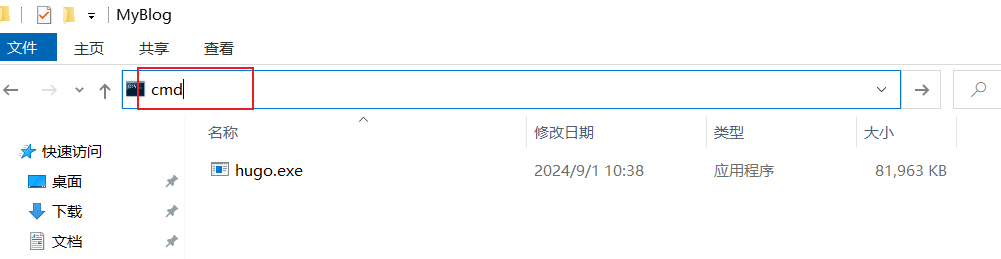 MyBlog
文件 主页 共享 查看
cmd
名称 修改日期 类型 大小
快速访问
hugo.exe 2024/9/1 10:38 应用程序 81,963 KB
桌面
下载
文档